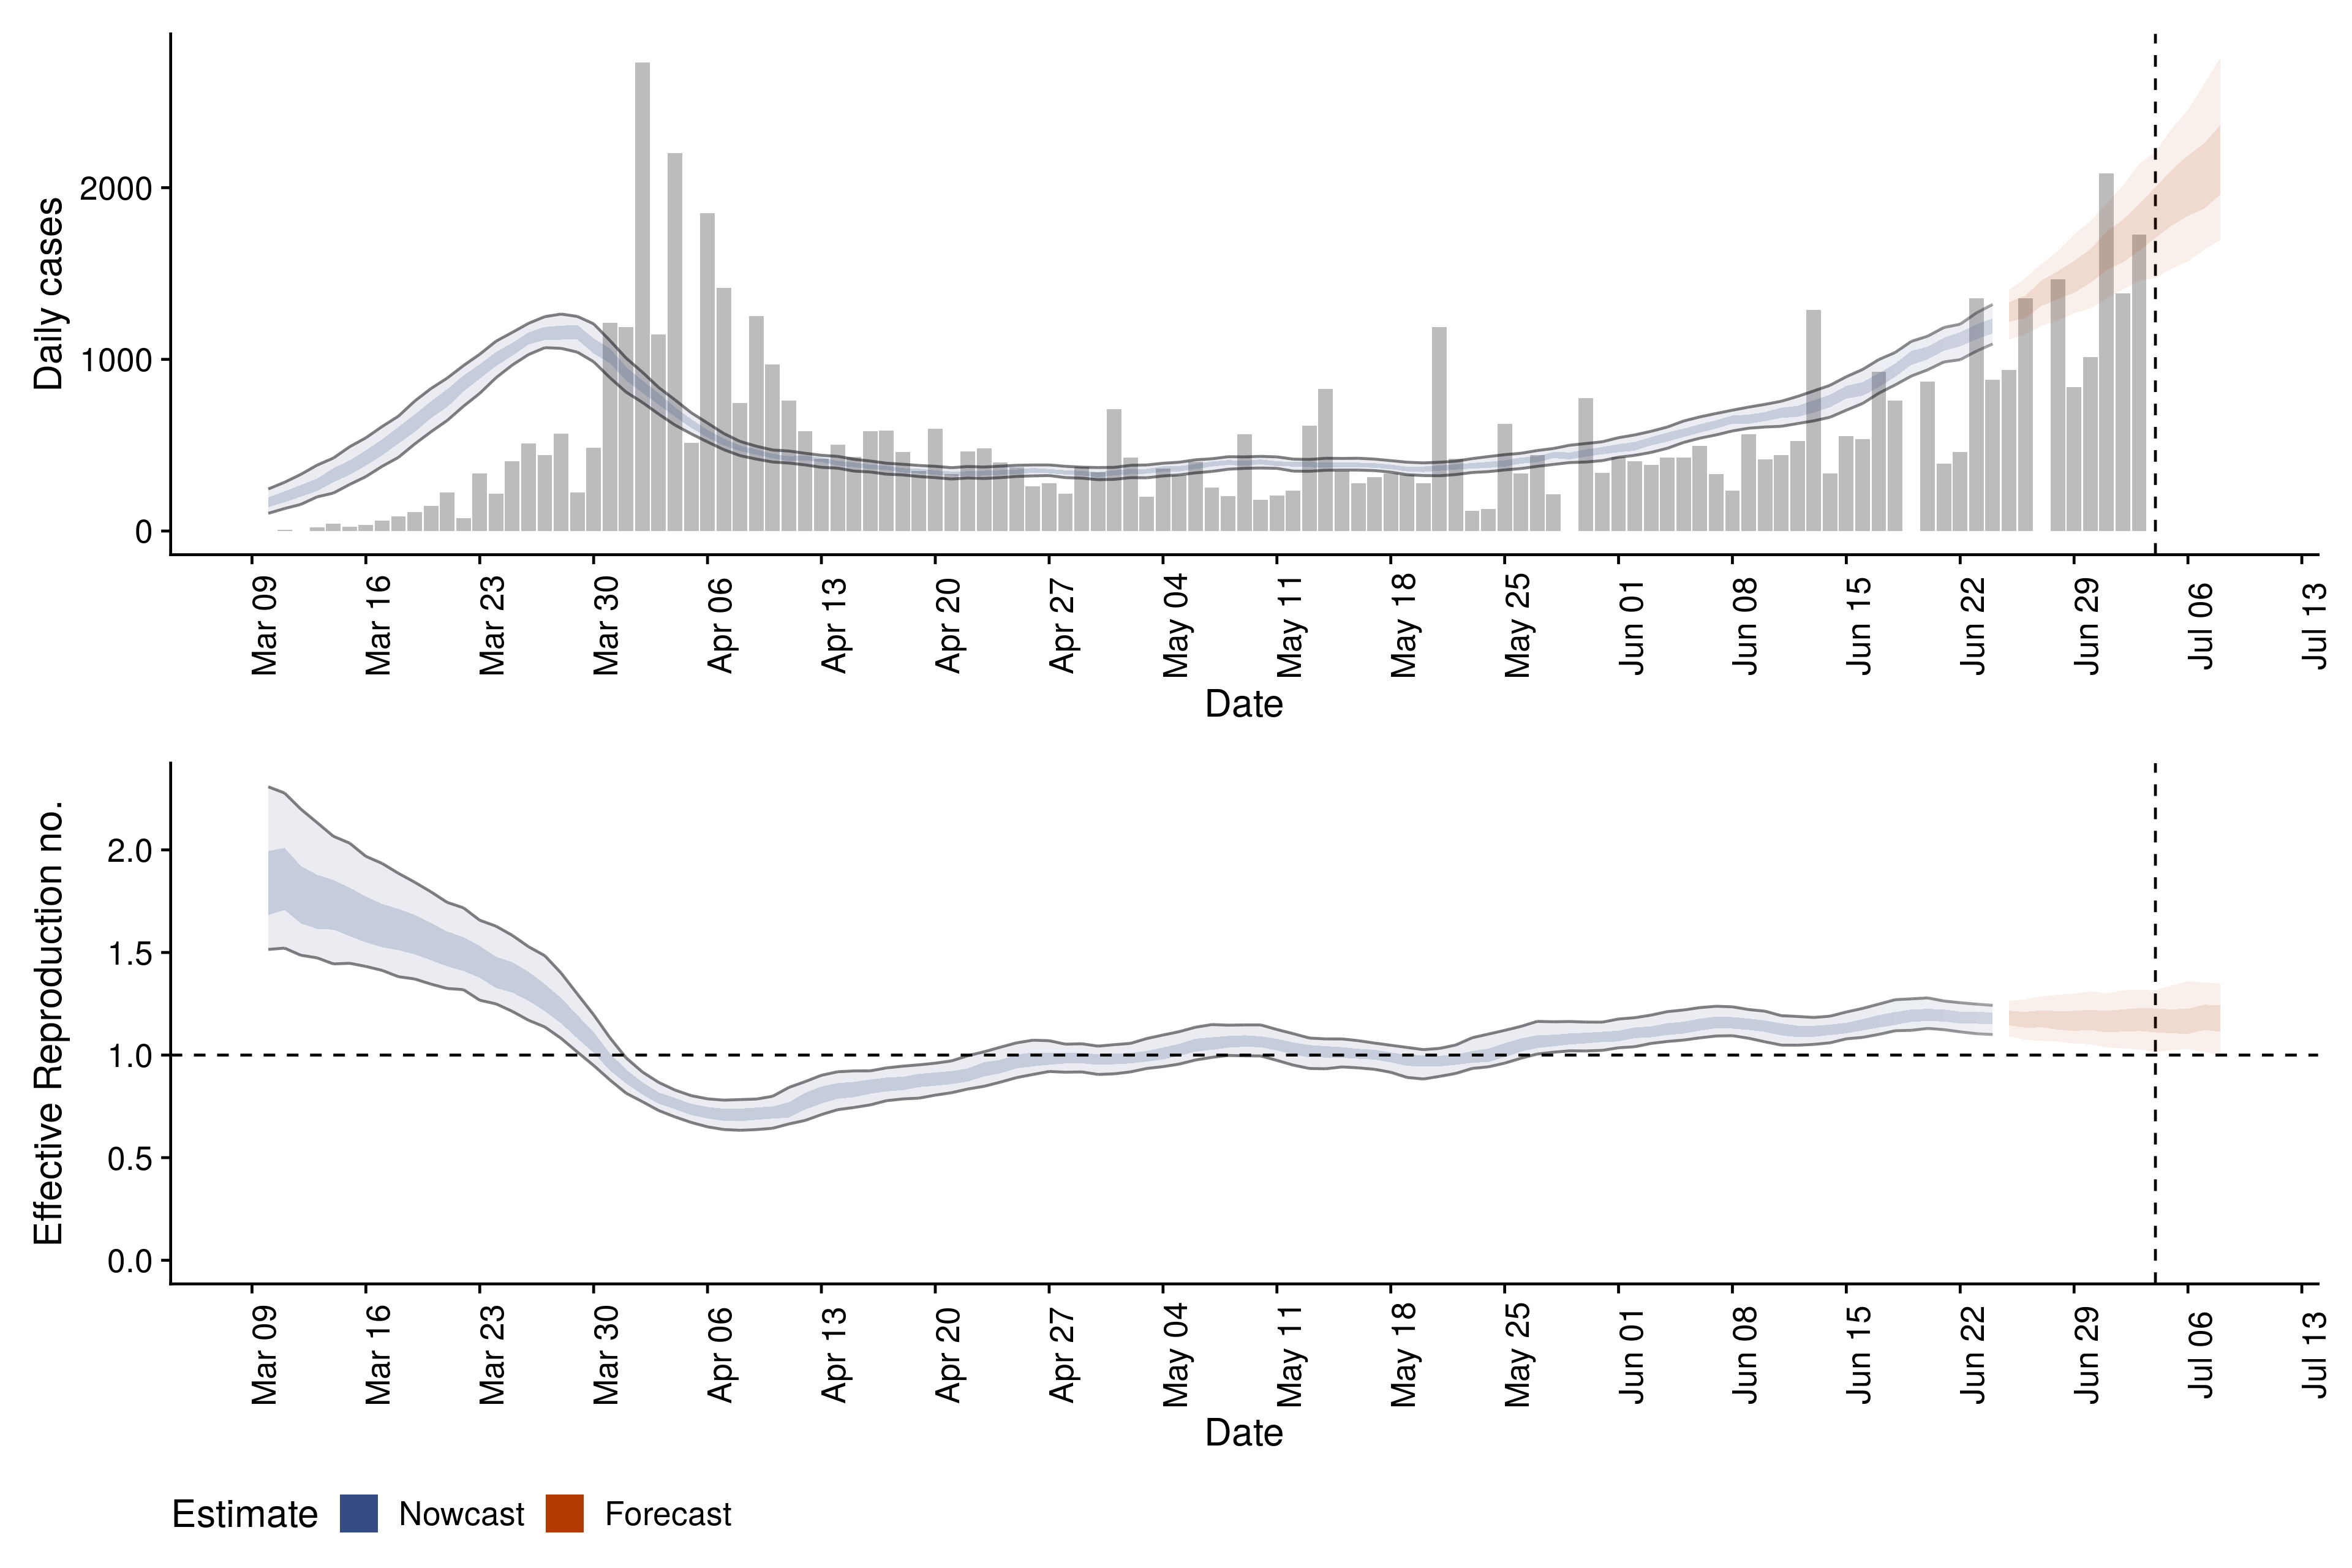 Daily cases
2000
1000
0
Mar 09 Mar 16 Mar 23 Mar 30 Apr 06 Apr 13 Apr 20 Apr 27 May 04 May 11 May 18 May 25 Jun 01 Jun 08 Jun 15 Jun 22 Jun 29 Jul 06 Jul 13
Date
Effective Reproduction no.
2.0
1.5
1.0
0.5
0.0
Mar 09 Mar 16 Mar 23 Mar 30 Apr 06 Apr 13 Apr 20 Apr 27 May 04 May 11 May 18 May 25 Jun 01 Jun 08 Jun 15 Jun 22 Jun 29 Jul 06 Jul 13
Date
Estimate Nowcast Forecast